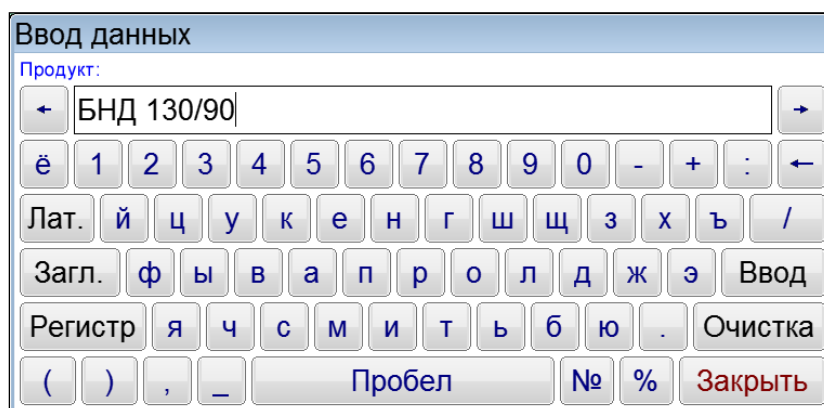 Ввод данных
Продукт:
← БНД 130/90 →
ё 1 2 3 4 5 6 7 8 9 0 - + : ←
Лат. й ц у к е н г ш щ з х ъ /
Загл. ф ы в а п р о л д ж э Ввод
Регистр я ч с м и т ь б ю . Очистка
( ) , _ Пробел № % Закрыть